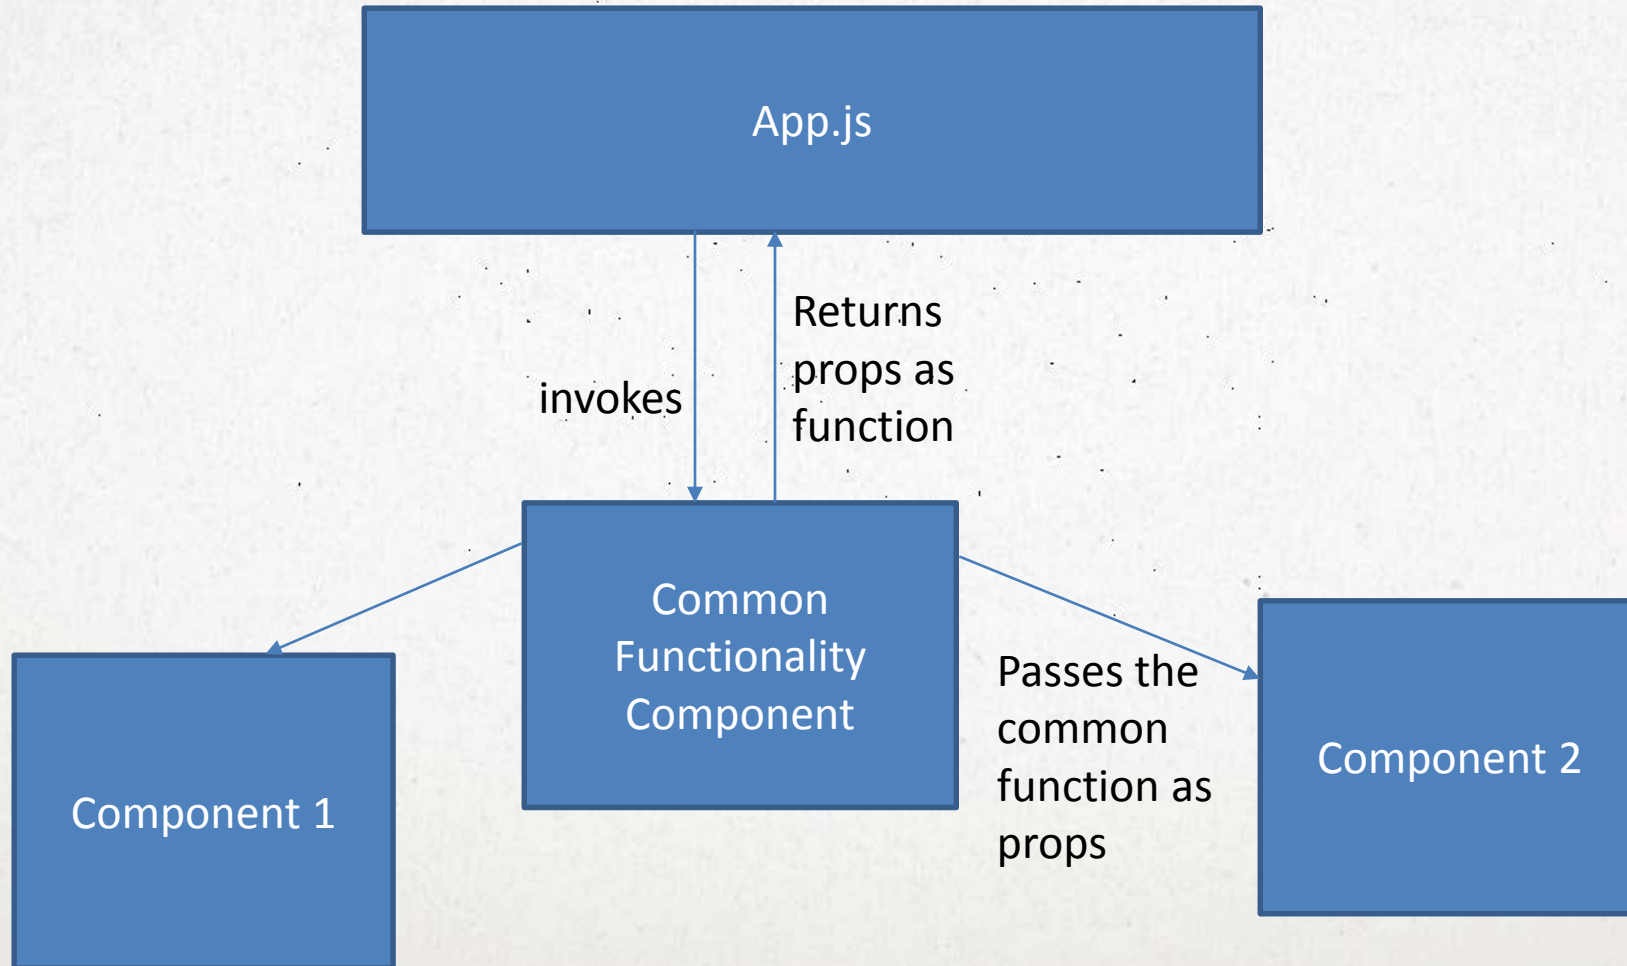 App.js
invokes
Returns
props as
function
Common
Functionality
Component
Component 1
Passes the
common
function as
props
Component 2